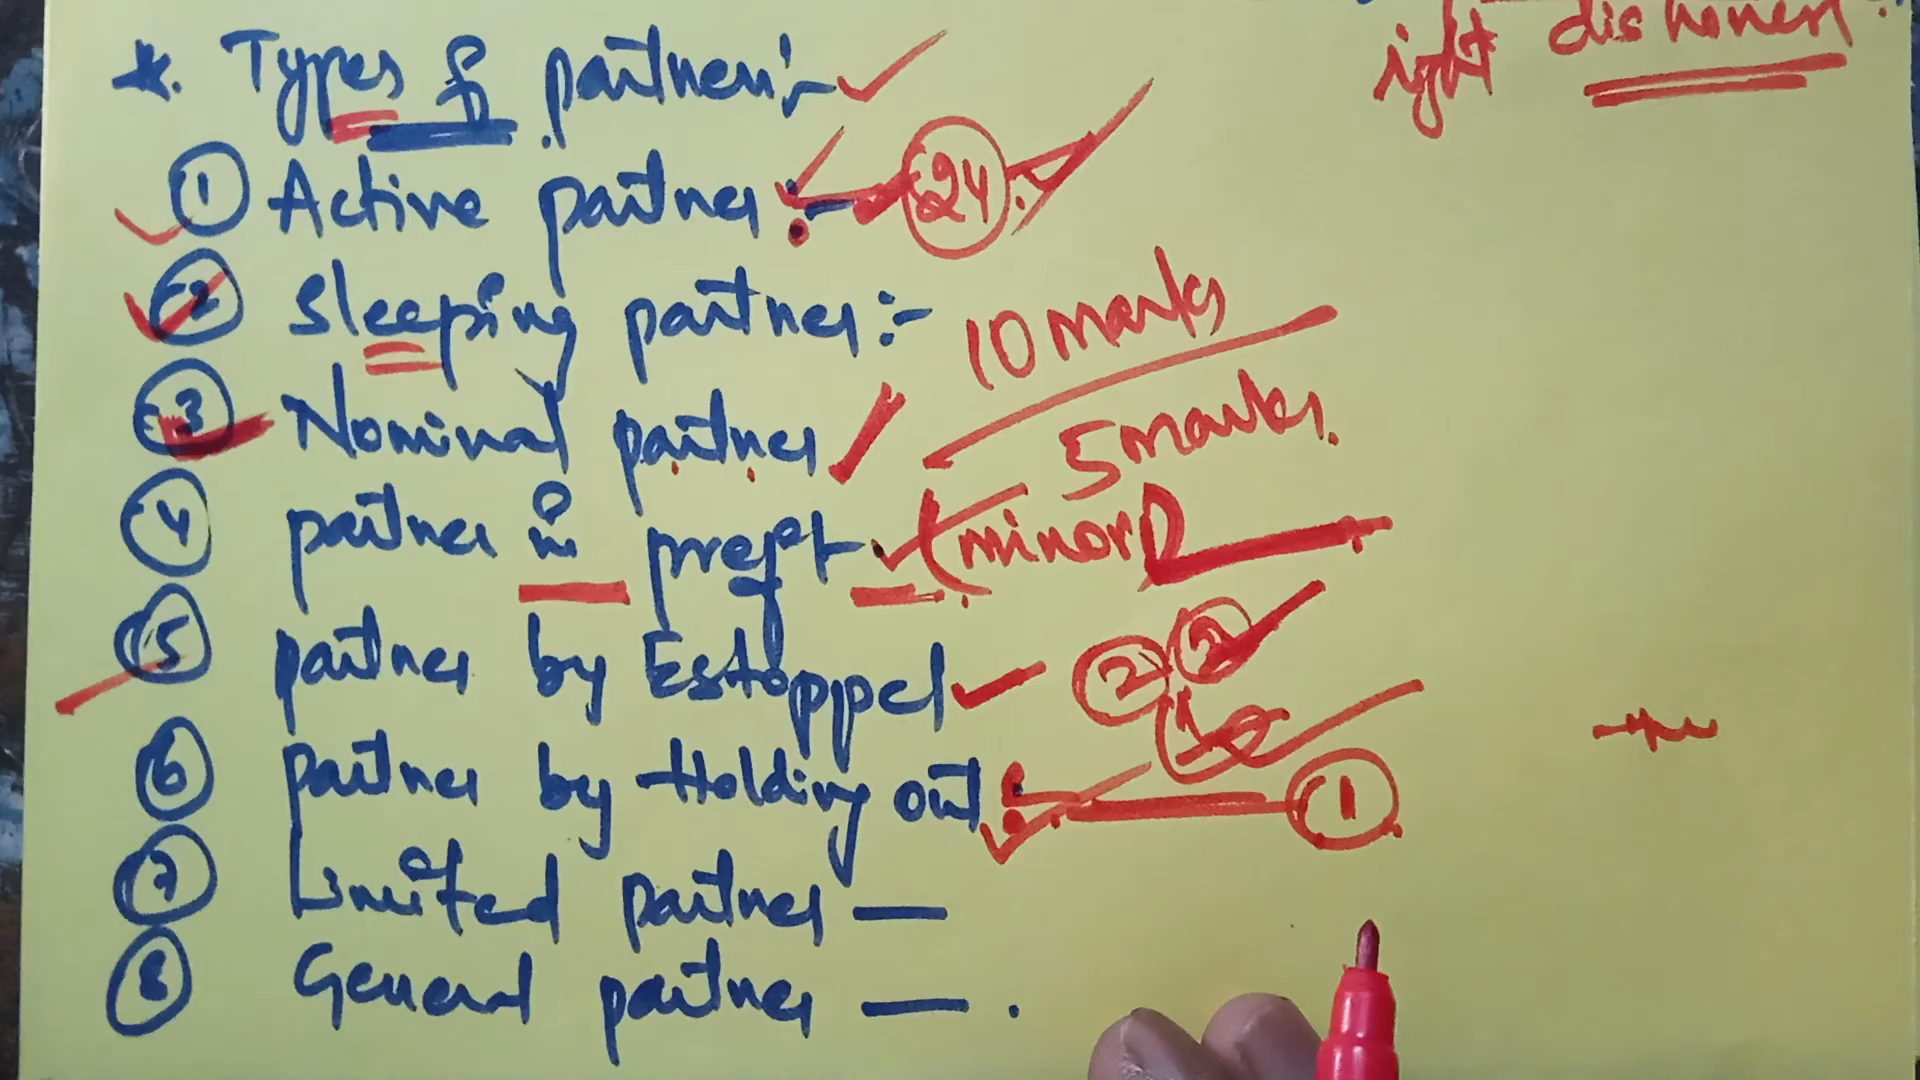 right dishonest
*. Types of partner:-
① Active partner :- 24
② Sleeping partner :-
10 marks
③ Nominal partner
5 marks
④ partner in profit (minor)
⑤ partner by Estoppel ② ②
10
⑥ partner by Holding out : ①
⑦ Limited partner —
⑧ General partner — .